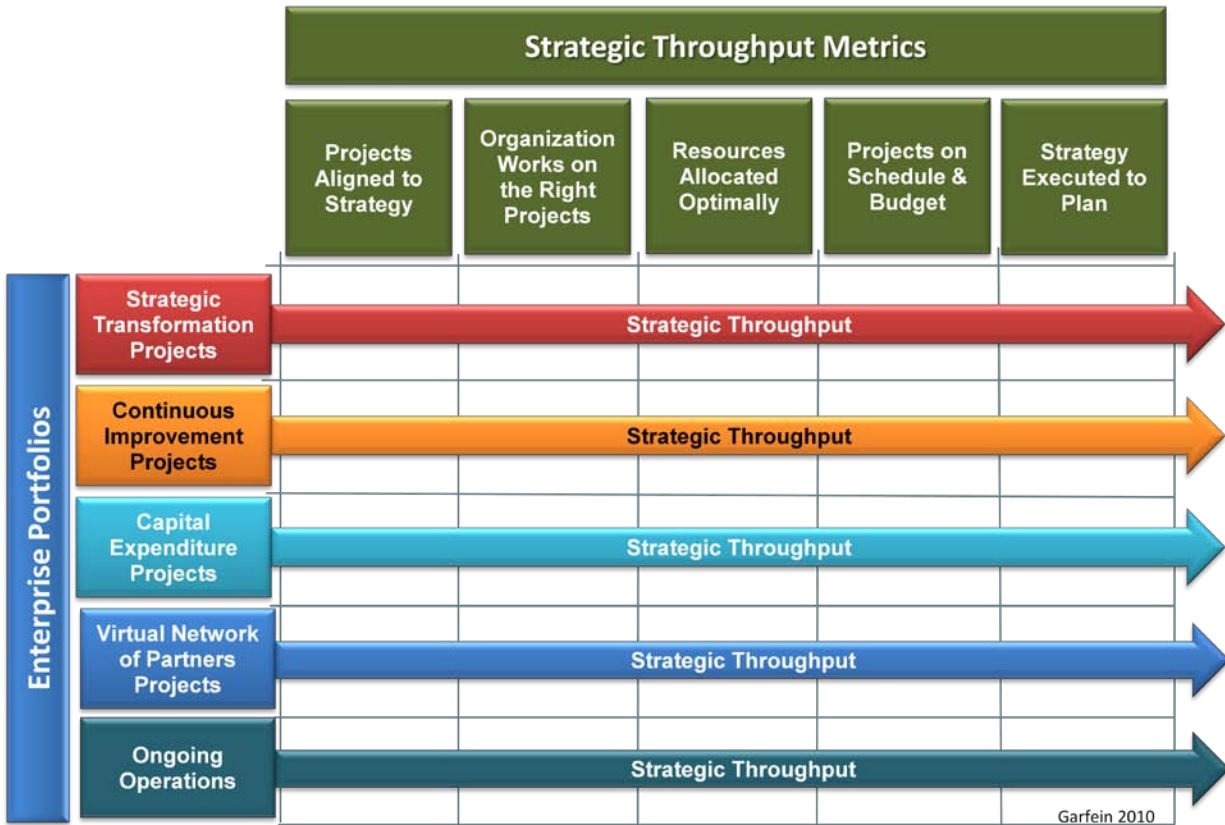 Strategic Throughput Metrics
Projects
Aligned to
Strategy
Organization
Works on
the Right
Projects
Resources
Allocated
Optimally
Projects on
Schedule &
Budget
Strategy
Executed to
Plan
Enterprise Portfolios
Strategic
Transformation
Projects
Strategic Throughput
Continuous
Improvement
Projects
Strategic Throughput
Capital
Expenditure
Projects
Strategic Throughput
Virtual Network
of Partners
Projects
Strategic Throughput
Ongoing
Operations
Strategic Throughput
Garfein 2010